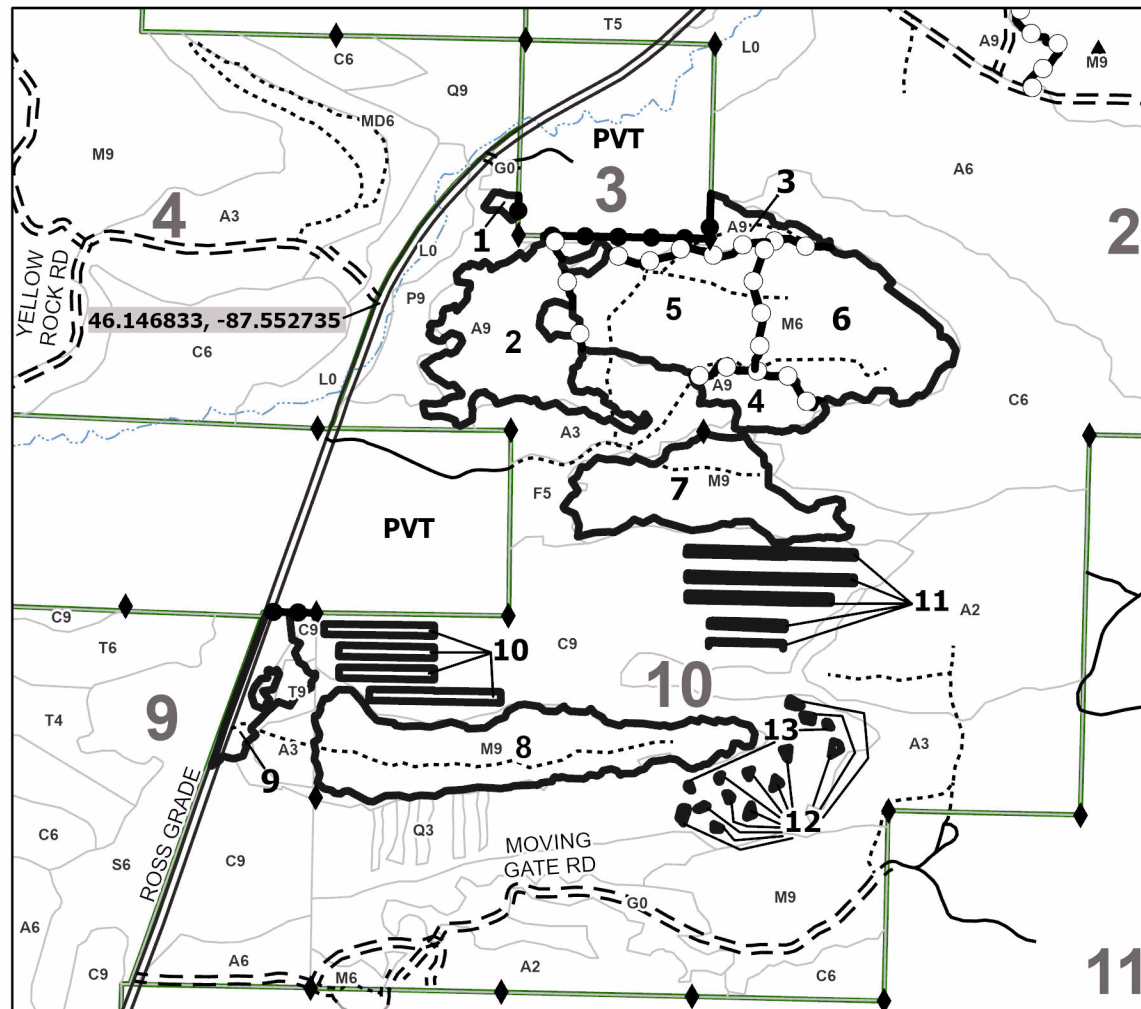 T5
C6
Q9
L0
A9
M9
MD6
PVT
M9
G0
3
3
A6
4
A3
1
A9
2
L0
YELLOW
ROCK RD
46.146833, -87.552735
P9
A9
2
5
M6
6
C6
L0
A9
4
C6
A3
M9
7
F5
PVT
11
A2
C9
C9
10
C9
T6
10
T9
9
T4
13
A3
M9
8
A3
9
12
C6
Q3
ROSS GRADE
S6
C9
MOVING
GATE RD
M9
G0
A6
A6
C9
M6
A2
C6
11